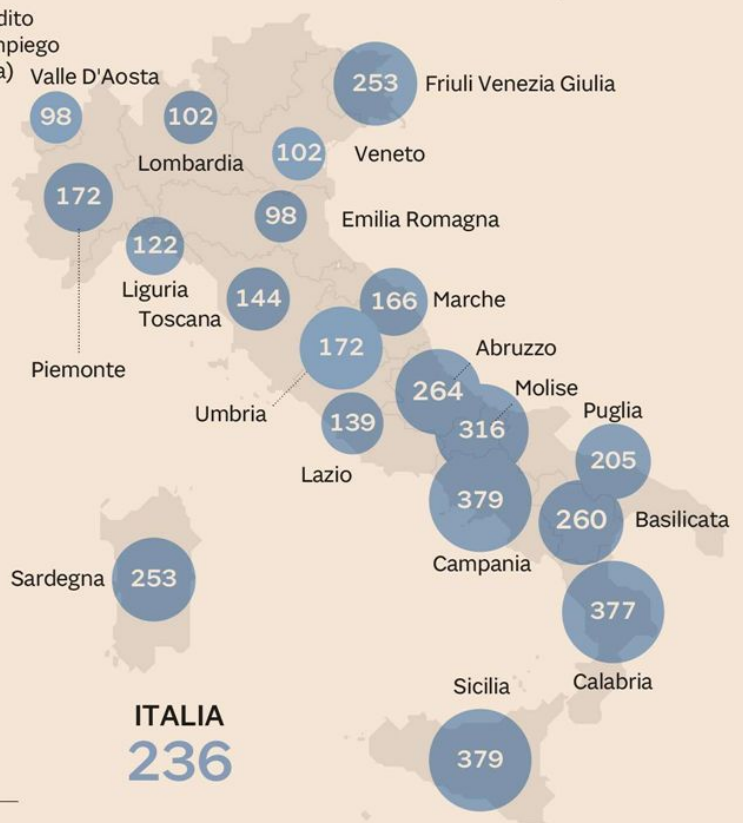 dito
mpiego
a)
Valle D'Aosta
98
102
Lombardia
253
Friuli Venezia Giulia
102
Veneto
172
Piemonte
122
Liguria
98
Emilia Romagna
144
Toscana
166
Marche
172
Umbria
264
Abruzzo
316
Molise
139
Lazio
205
Puglia
379
Campania
260
Basilicata
Sardegna
253
377
Calabria
Sicilia
379
ITALIA
236